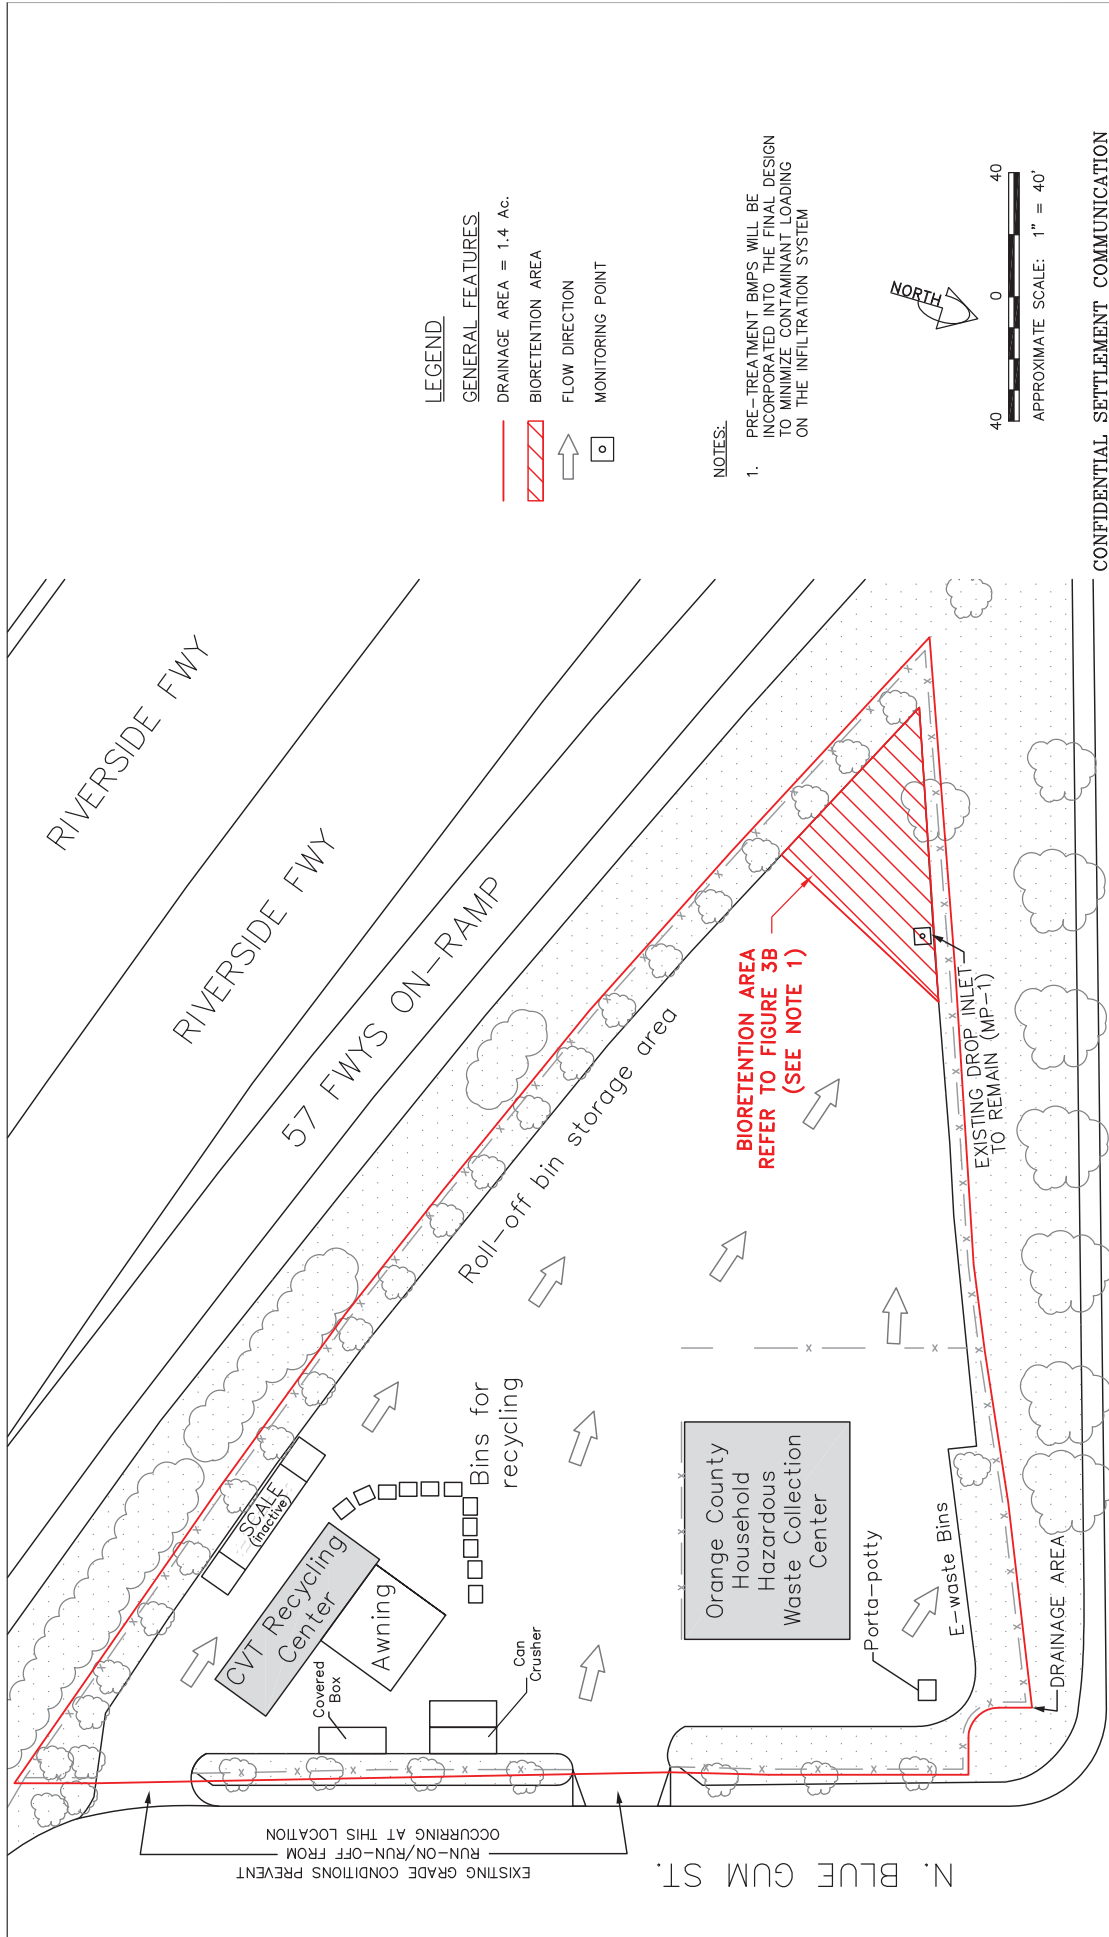 RIVERSIDE FWY
RIVERSIDE FWY
57 FWYS ON-RAMP
Roll-off bin storage area
SCALE
(inactive)
CVT Recycling
Center
Awning
Covered
Box
Can
Crusher
Bins for
recycling
Orange County
Household
Hazardous
Waste Collection
Center
Porta-potty
E-waste Bins
DRAINAGE AREA
BIORETENTION AREA
REFER TO FIGURE 3B
(SEE NOTE 1)
EXISTING DROP INLET
TO REMAIN (MP-1)
EXISTING GRADE CONDITIONS PREVENT
RUN-ON/RUN-OFF FROM
OCCURRING AT THIS LOCATION
N. BLUE GUM ST.
LEGEND
GENERAL FEATURES
DRAINAGE AREA = 1.4 Ac.
BIORETENTION AREA
FLOW DIRECTION
MONITORING POINT
NOTES:
1. PRE-TREATMENT BMPS WILL BE
INCORPORATED INTO THE FINAL DESIGN
TO MINIMIZE CONTAMINANT LOADING
ON THE INFILTRATION SYSTEM
NORTH
40 0 40
APPROXIMATE SCALE: 1" = 40'
CONFIDENTIAL SETTLEMENT COMMUNICATION